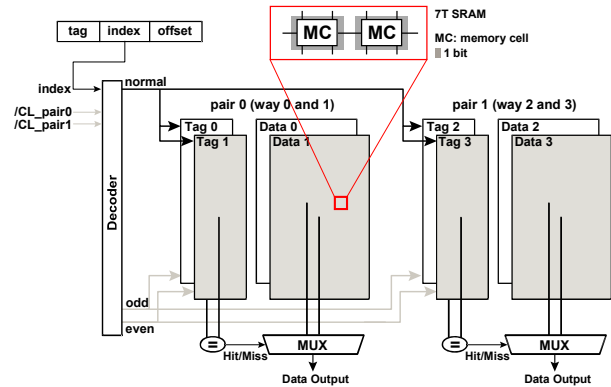 tag index offset
MC MC
7T SRAM
MC: memory cell
1 bit
index
normal
/CL_pair0
/CL_pair1
pair 0 (way 0 and 1)
pair 1 (way 2 and 3)
Tag 0 Data 0
Tag 1 Data 1
Tag 2 Data 2
Tag 3 Data 3
Decoder
odd
even
= MUX
Hit/Miss
Data Output
= MUX
Hit/Miss
Data Output